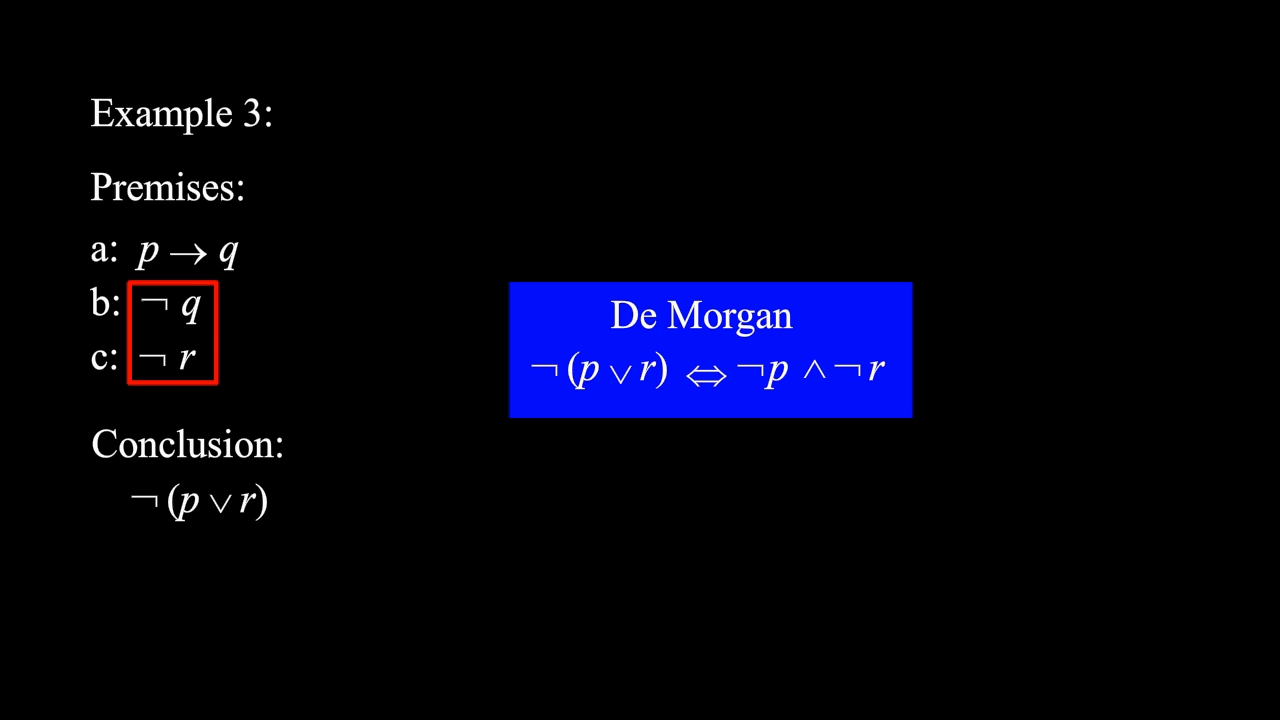 Example 3:
Premises:
a: p → q
b: ¬ q
c: ¬ r
Conclusion:
¬ (p ∨ r)
De Morgan
¬ (p ∨ r) ⇔ ¬p ∧ ¬ r